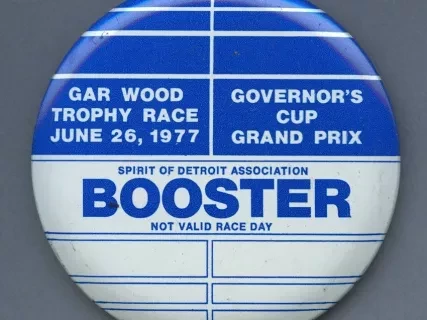 GAR WOOD
TROPHY RACE
JUNE 26, 1977
GOVERNOR'S
CUP
GRAND PRIX
SPIRIT OF DETROIT ASSOCIATION
BOOSTER
NOT VALID RACE DAY